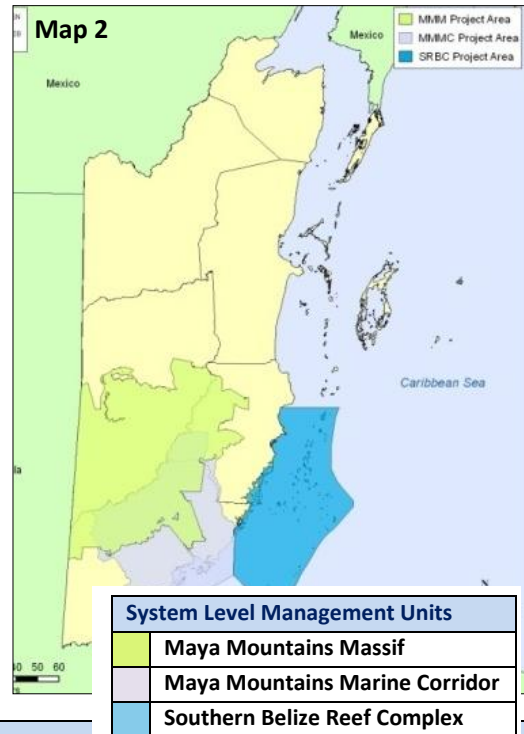 Map 2
Mexico
Mexico
MMM Project Area
MMMC Project Area
SRBC Project Area
Caribbean Sea
N
50 60
System Level Management Units
Maya Mountains Massif
Maya Mountains Marine Corridor
Southern Belize Reef Complex